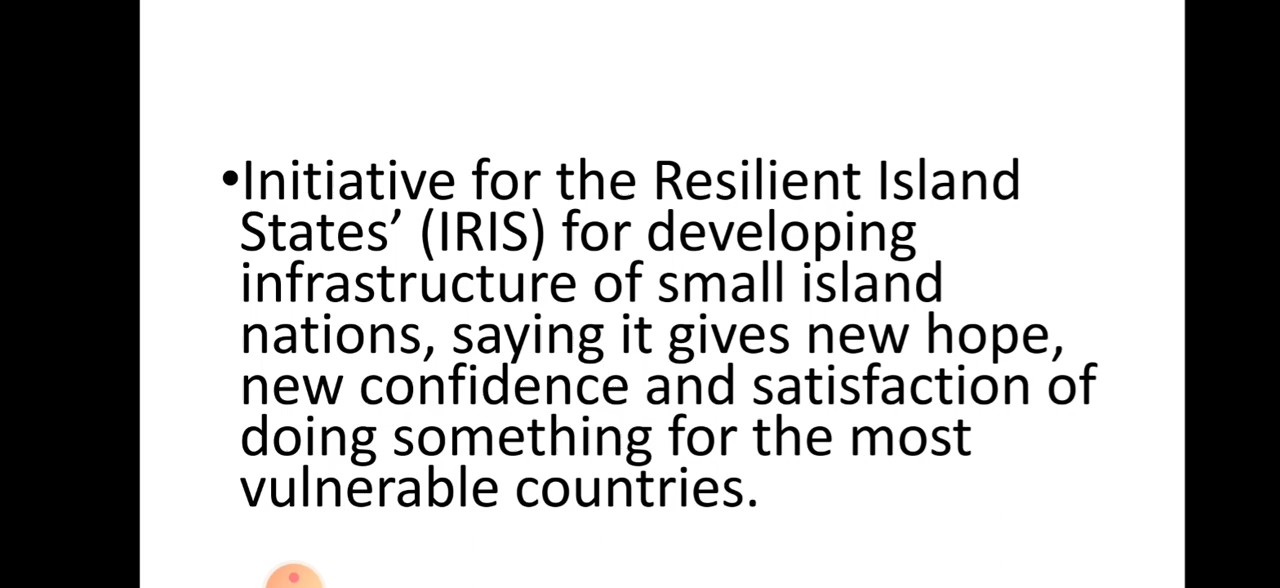 •Initiative for the Resilient Island
States’ (IRIS) for developing
infrastructure of small island
nations, saying it gives new hope,
new confidence and satisfaction of
doing something for the most
vulnerable countries.